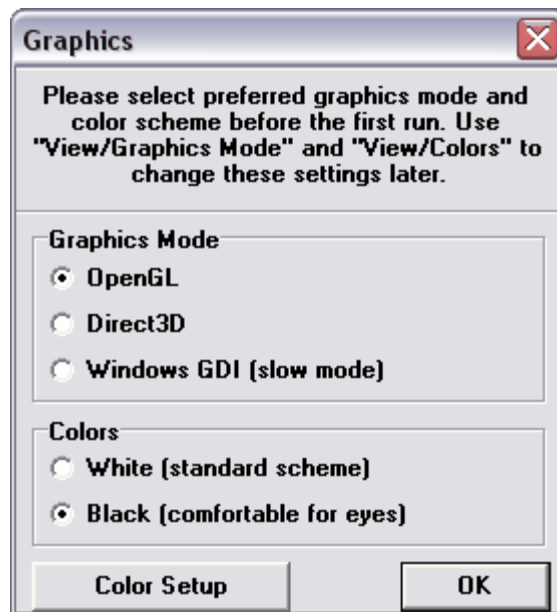 Graphics
Please select preferred graphics mode and
color scheme before the first run. Use
"View/Graphics Mode" and "View/Colors" to
change these settings later.
Graphics Mode
OpenGL
Direct3D
Windows GDI (slow mode)
Colors
White (standard scheme)
Black (comfortable for eyes)
Color Setup
OK